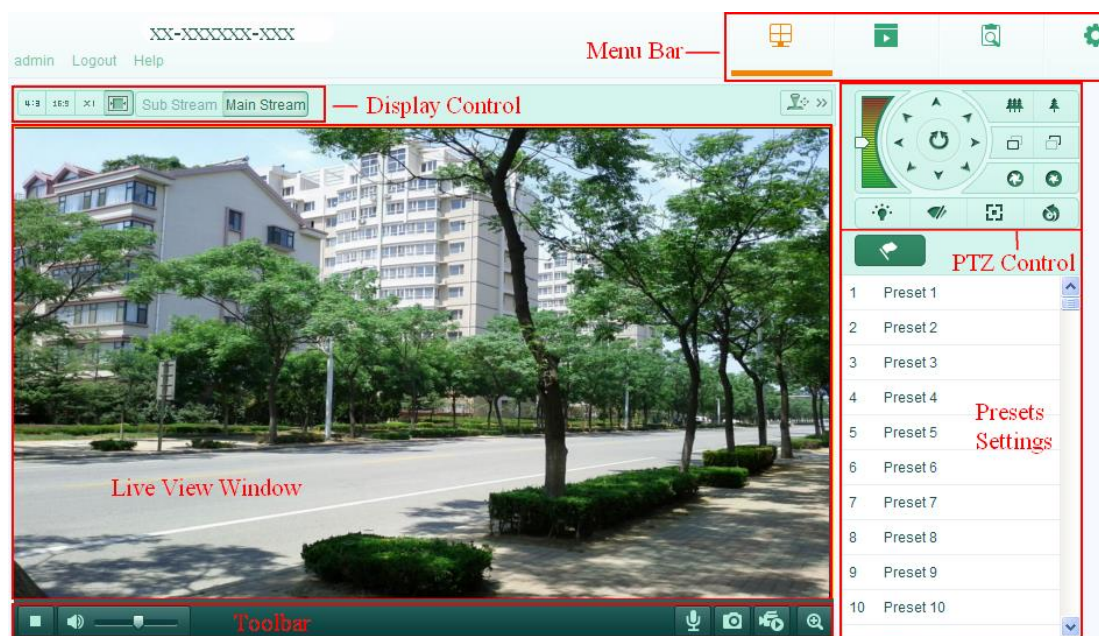 XX-XXXXXX-XXX
admin Logout Help
Menu Bar
4:3 16:9 X1 Sub Stream Main Stream
Display Control
PTZ Control
1 Preset 1
2 Preset 2
3 Preset 3
4 Preset 4
5 Preset 5
6 Preset 6
7 Preset 7
8 Preset 8
9 Preset 9
10 Preset 10
Presets
Settings
Live View Window
Toolbar